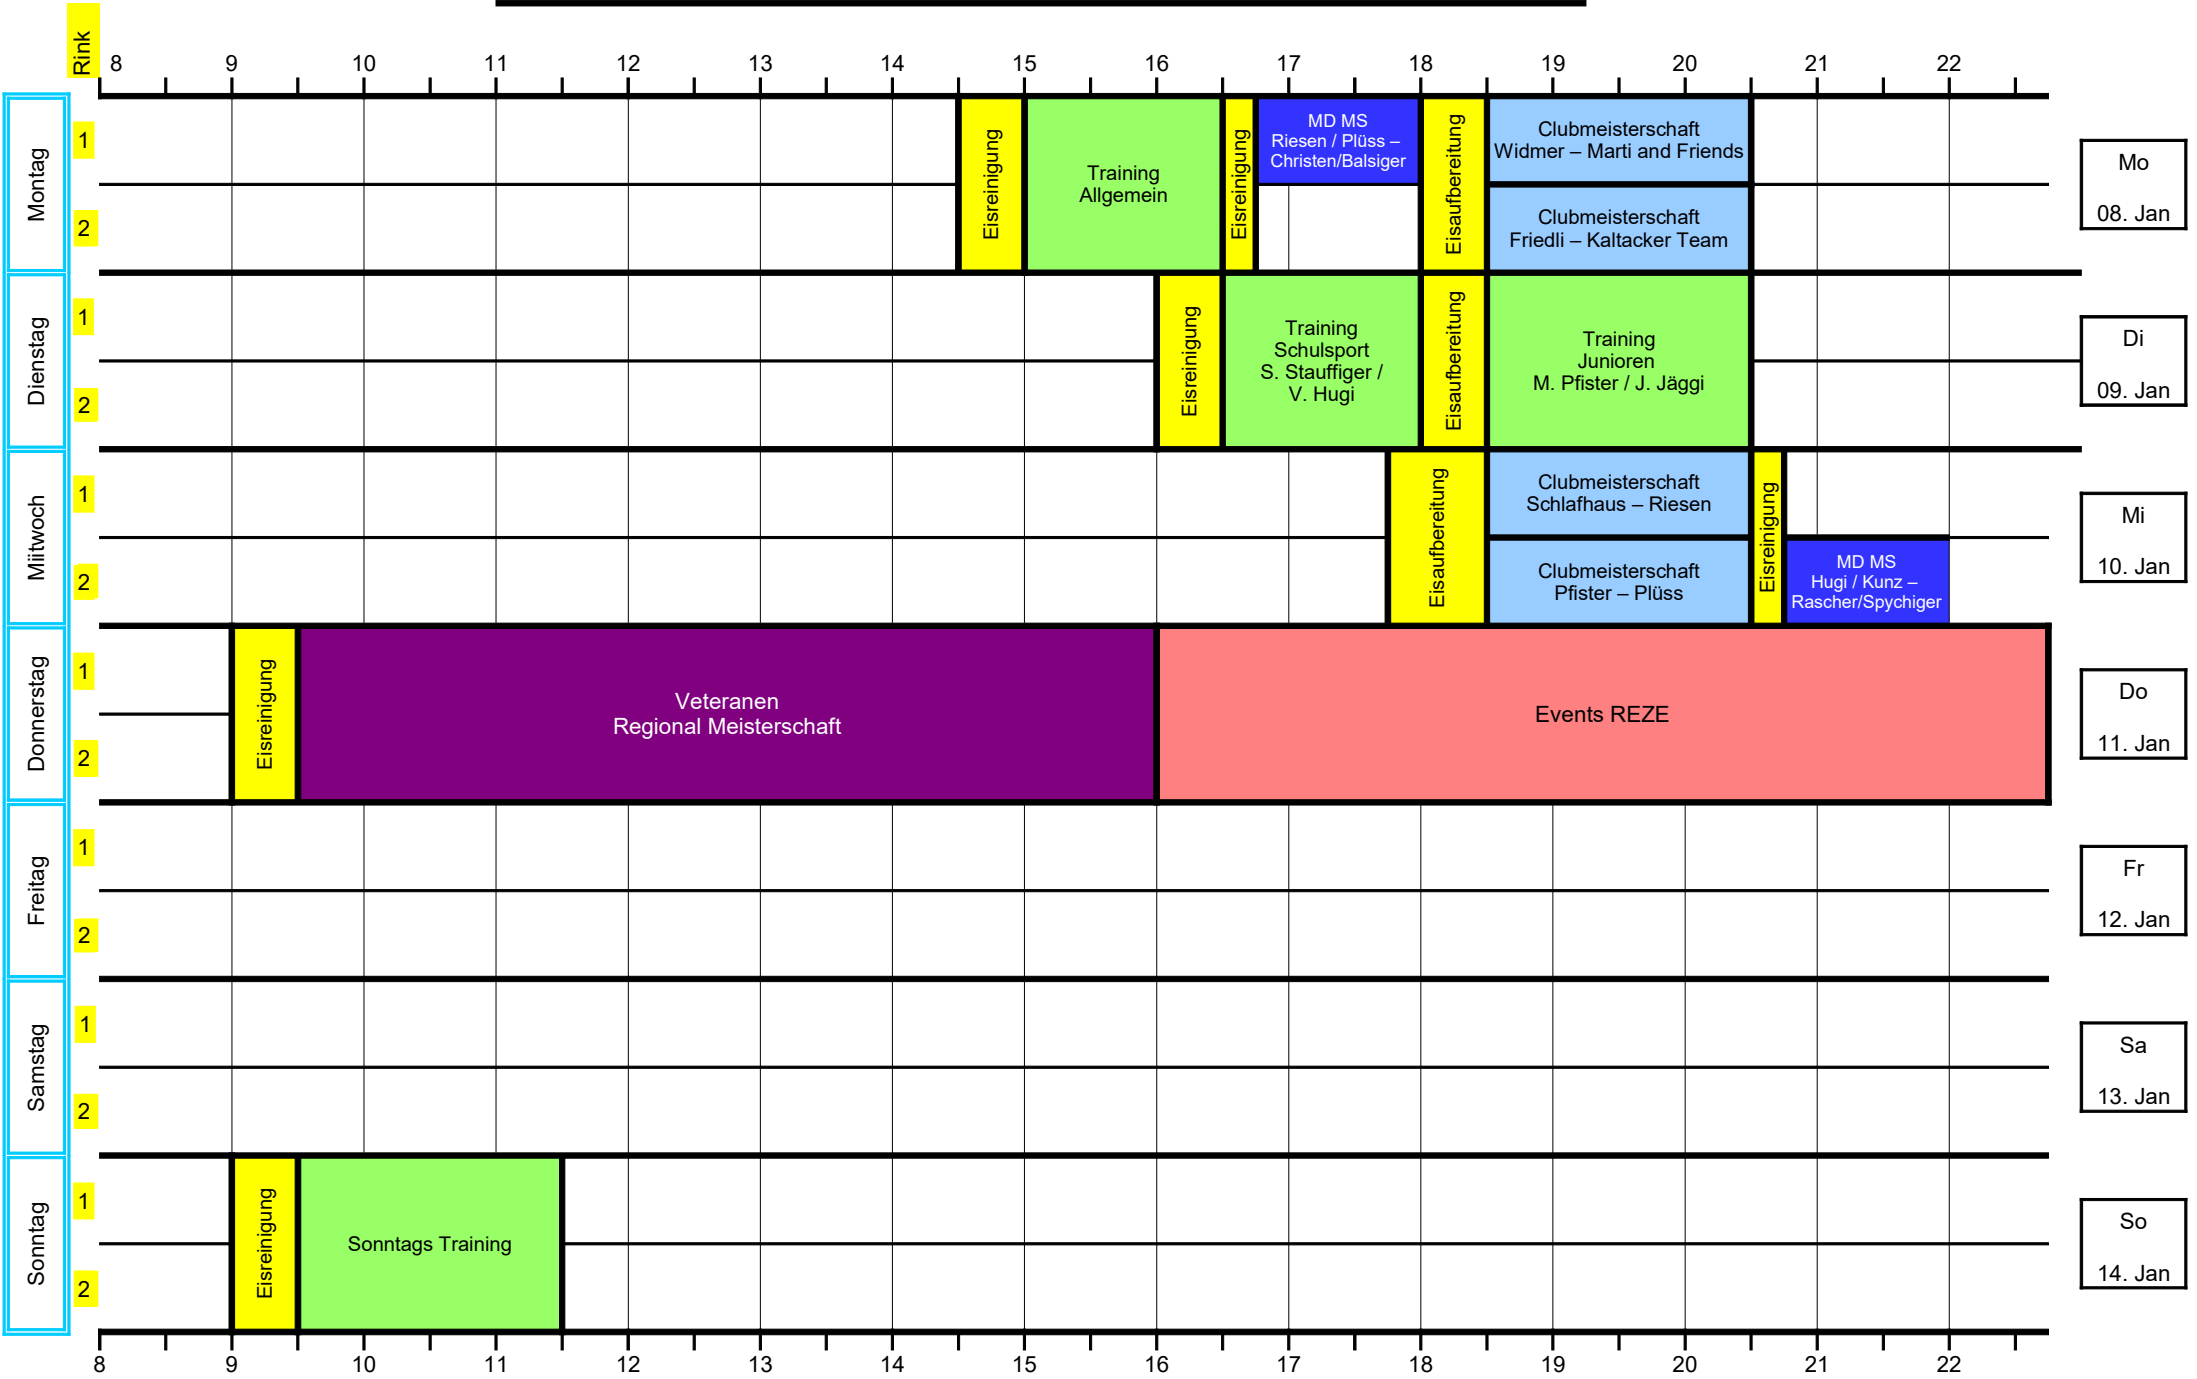 Rink
8 9 10 11 12 13 14 15 16 17 18 19 20 21 22
Montag
1
2
Eisreinigung
Training
Allgemein
Eisreinigung
MD MS
Riesen / Plüss –
Christen/Balsiger
Eisaufbereitung
Clubmeisterschaft
Widmer – Marti and Friends
Clubmeisterschaft
Friedli – Kaltacker Team
Mo
08. Jan
Dienstag
1
2
Eisreinigung
Training
Schulsport
S. Stauffiger /
V. Hugi
Eisaufbereitung
Training
Junioren
M. Pfister / J. Jäggi
Di
09. Jan
Miitwoch
1
2
Eisaufbereitung
Clubmeisterschaft
Schlafhaus – Riesen
Clubmeisterschaft
Pfister – Plüss
Eisreinigung
MD MS
Hugi / Kunz –
Rascher/Spychiger
Mi
10. Jan
Donnerstag
1
2
Eisreinigung
Veteranen
Regional Meisterschaft
Events REZE
Do
11. Jan
Freitag
1
2
Fr
12. Jan
Samstag
1
2
Sa
13. Jan
Sonntag
1
2
Eisreinigung
Sonntags Training
So
14. Jan
8 9 10 11 12 13 14 15 16 17 18 19 20 21 22